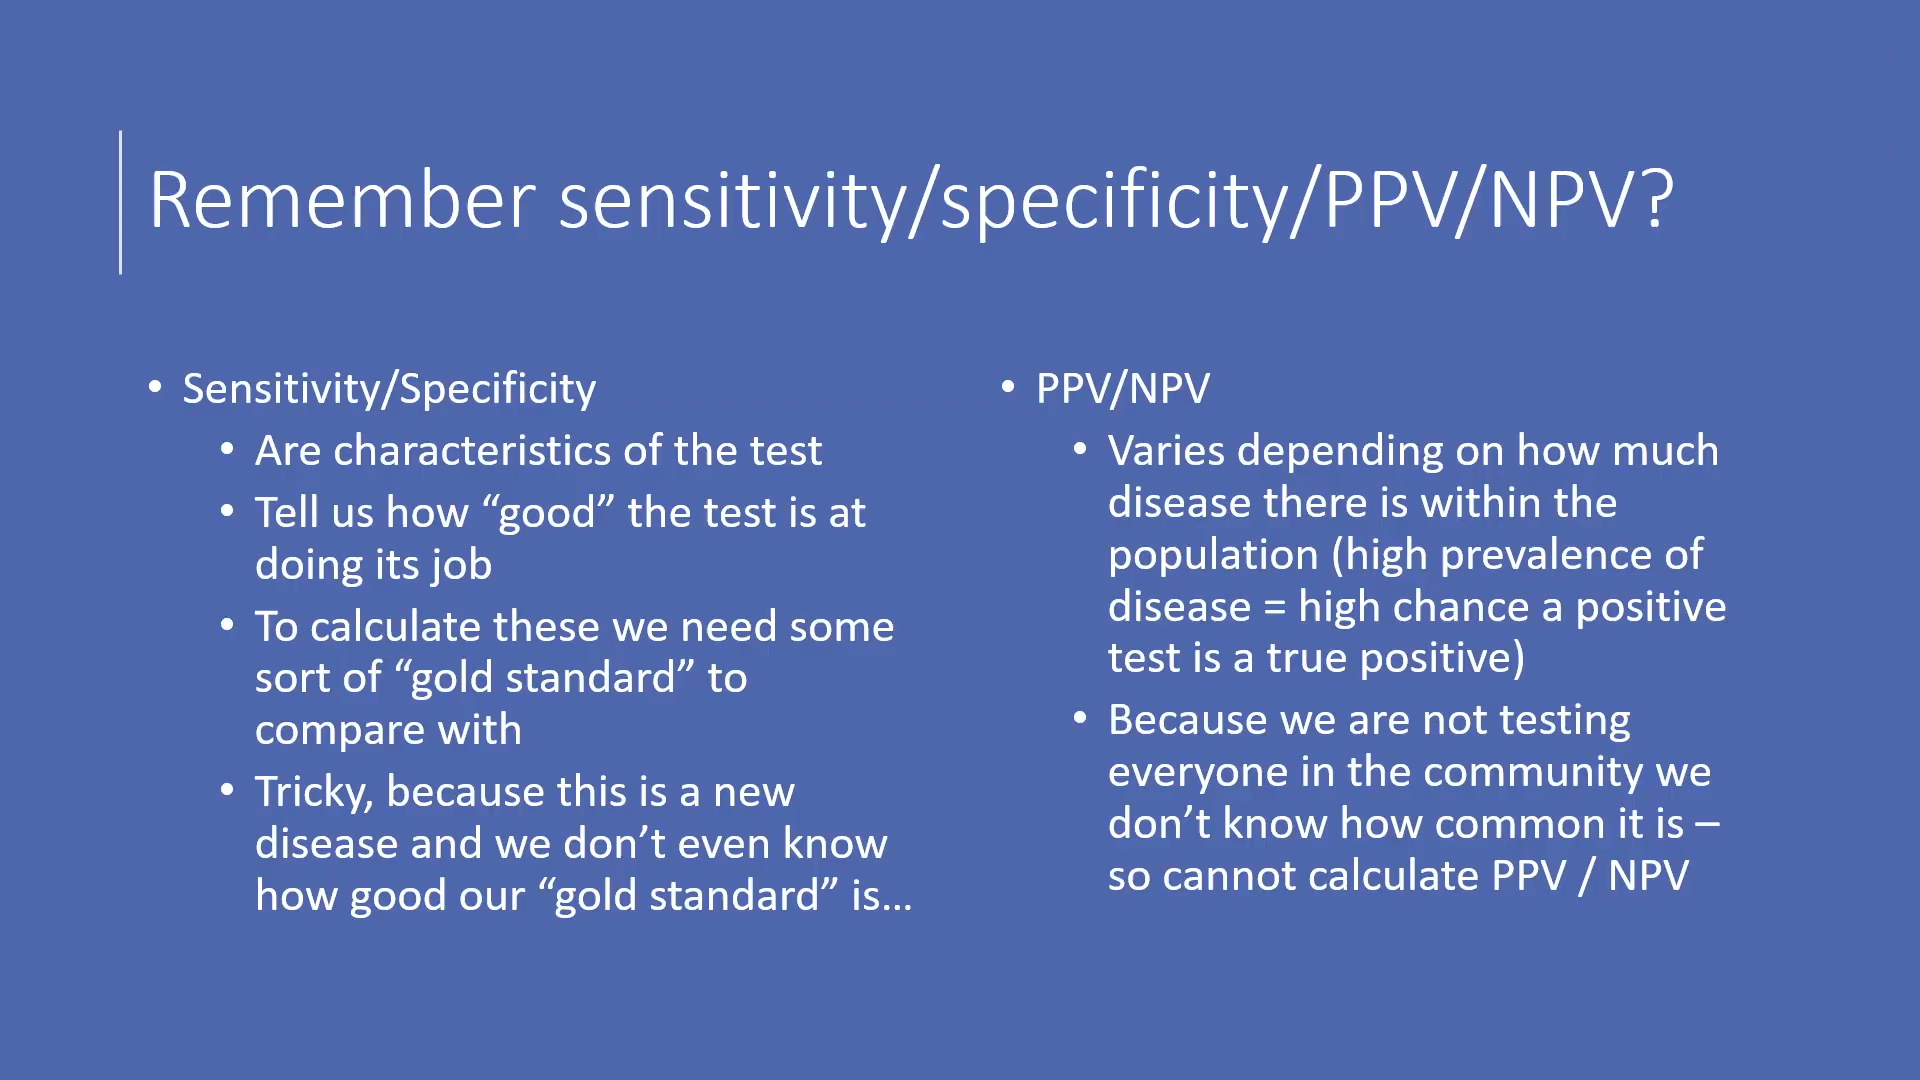 Remember sensitivity/specificity/PPV/NPV?
• Sensitivity/Specificity
• Are characteristics of the test
• Tell us how “good” the test is at
doing its job
• To calculate these we need some
sort of “gold standard” to
compare with
• Tricky, because this is a new
disease and we don’t even know
how good our “gold standard” is...
• PPV/NPV
• Varies depending on how much
disease there is within the
population (high prevalence of
disease = high chance a positive
test is a true positive)
• Because we are not testing
everyone in the community we
don’t know how common it is –
so cannot calculate PPV / NPV